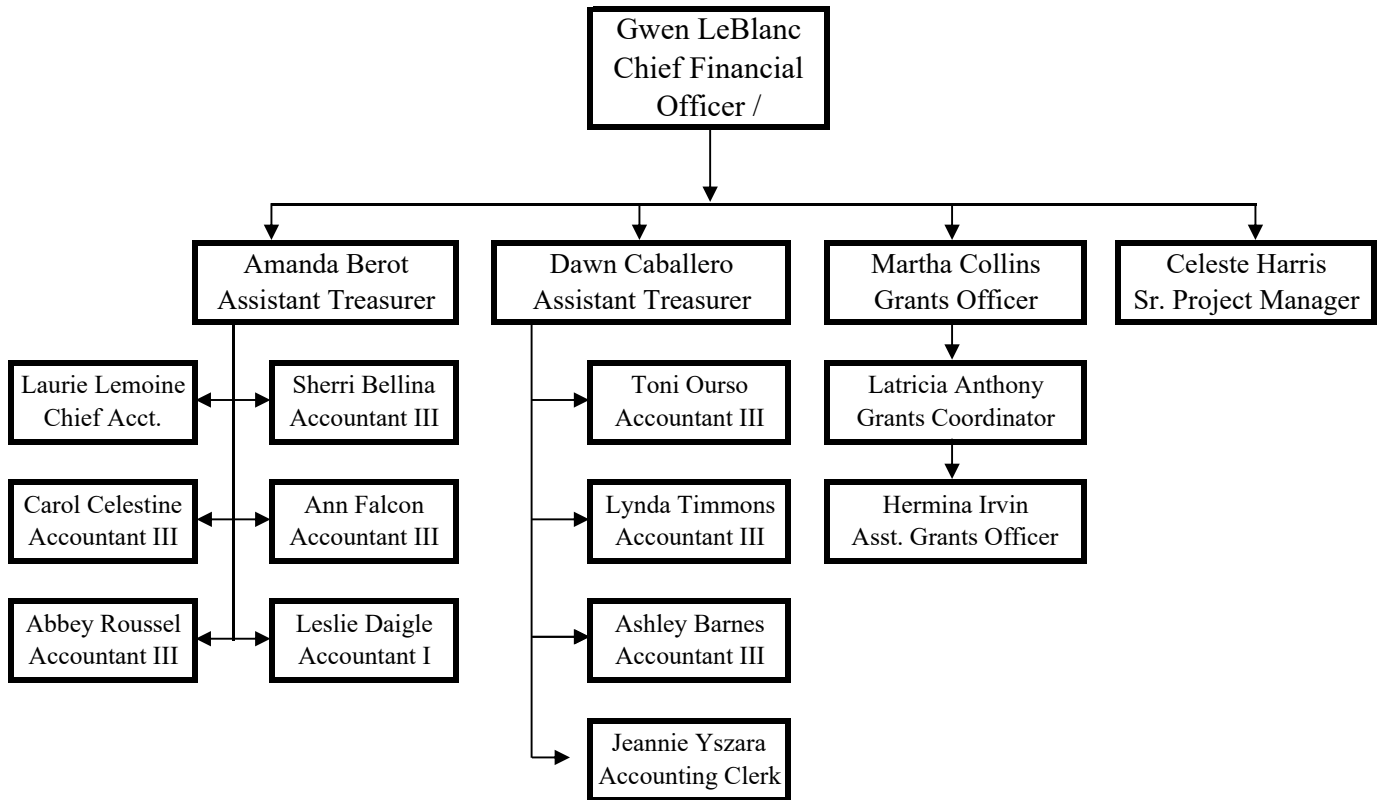 Gwen LeBlanc
Chief Financial
Officer /
Amanda Berot
Assistant Treasurer
Dawn Caballero
Assistant Treasurer
Martha Collins
Grants Officer
Celeste Harris
Sr. Project Manager
Laurie Lemoine
Chief Acct.
Sherri Bellina
Accountant III
Toni Ourso
Accountant III
Latricia Anthony
Grants Coordinator
Carol Celestine
Accountant III
Ann Falcon
Accountant III
Lynda Timmons
Accountant III
Hermina Irvin
Asst. Grants Officer
Abbey Roussel
Accountant III
Leslie Daigle
Accountant I
Ashley Barnes
Accountant III
Jeannie Yszara
Accounting Clerk